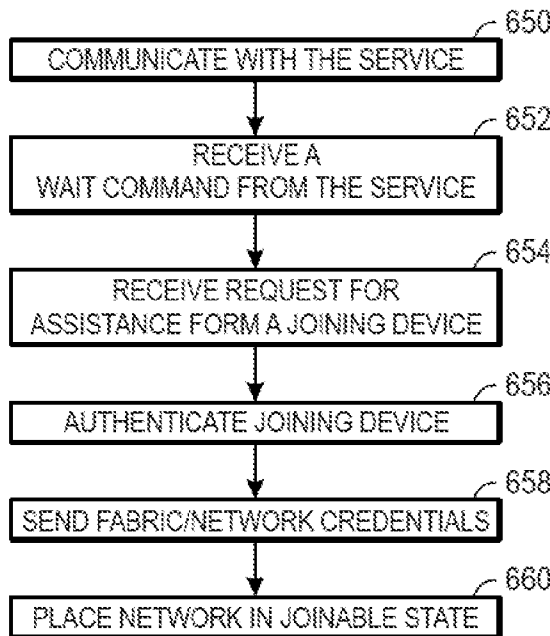 650
COMMUNICATE WITH THE SERVICE
652
RECEIVE A
WAIT COMMAND FROM THE SERVICE
654
RECEIVE REQUEST FOR
ASSISTANCE FORM A JOINING DEVICE
656
AUTHENTICATE JOINING DEVICE
658
SEND FABRIC/NETWORK CREDENTIALS
660
PLACE NETWORK IN JOINABLE STATE